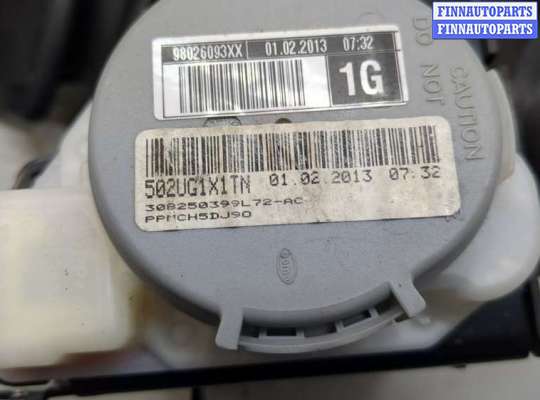 FINNAUTOPARTS
FINNAUTOPARTS
98026093XX 01.02.2013 07:32
1G
CAUTION
DO NOT
502UG1X1TN 01.02.2013 07:32
308250399L72-AC
PPMCH5DJ90